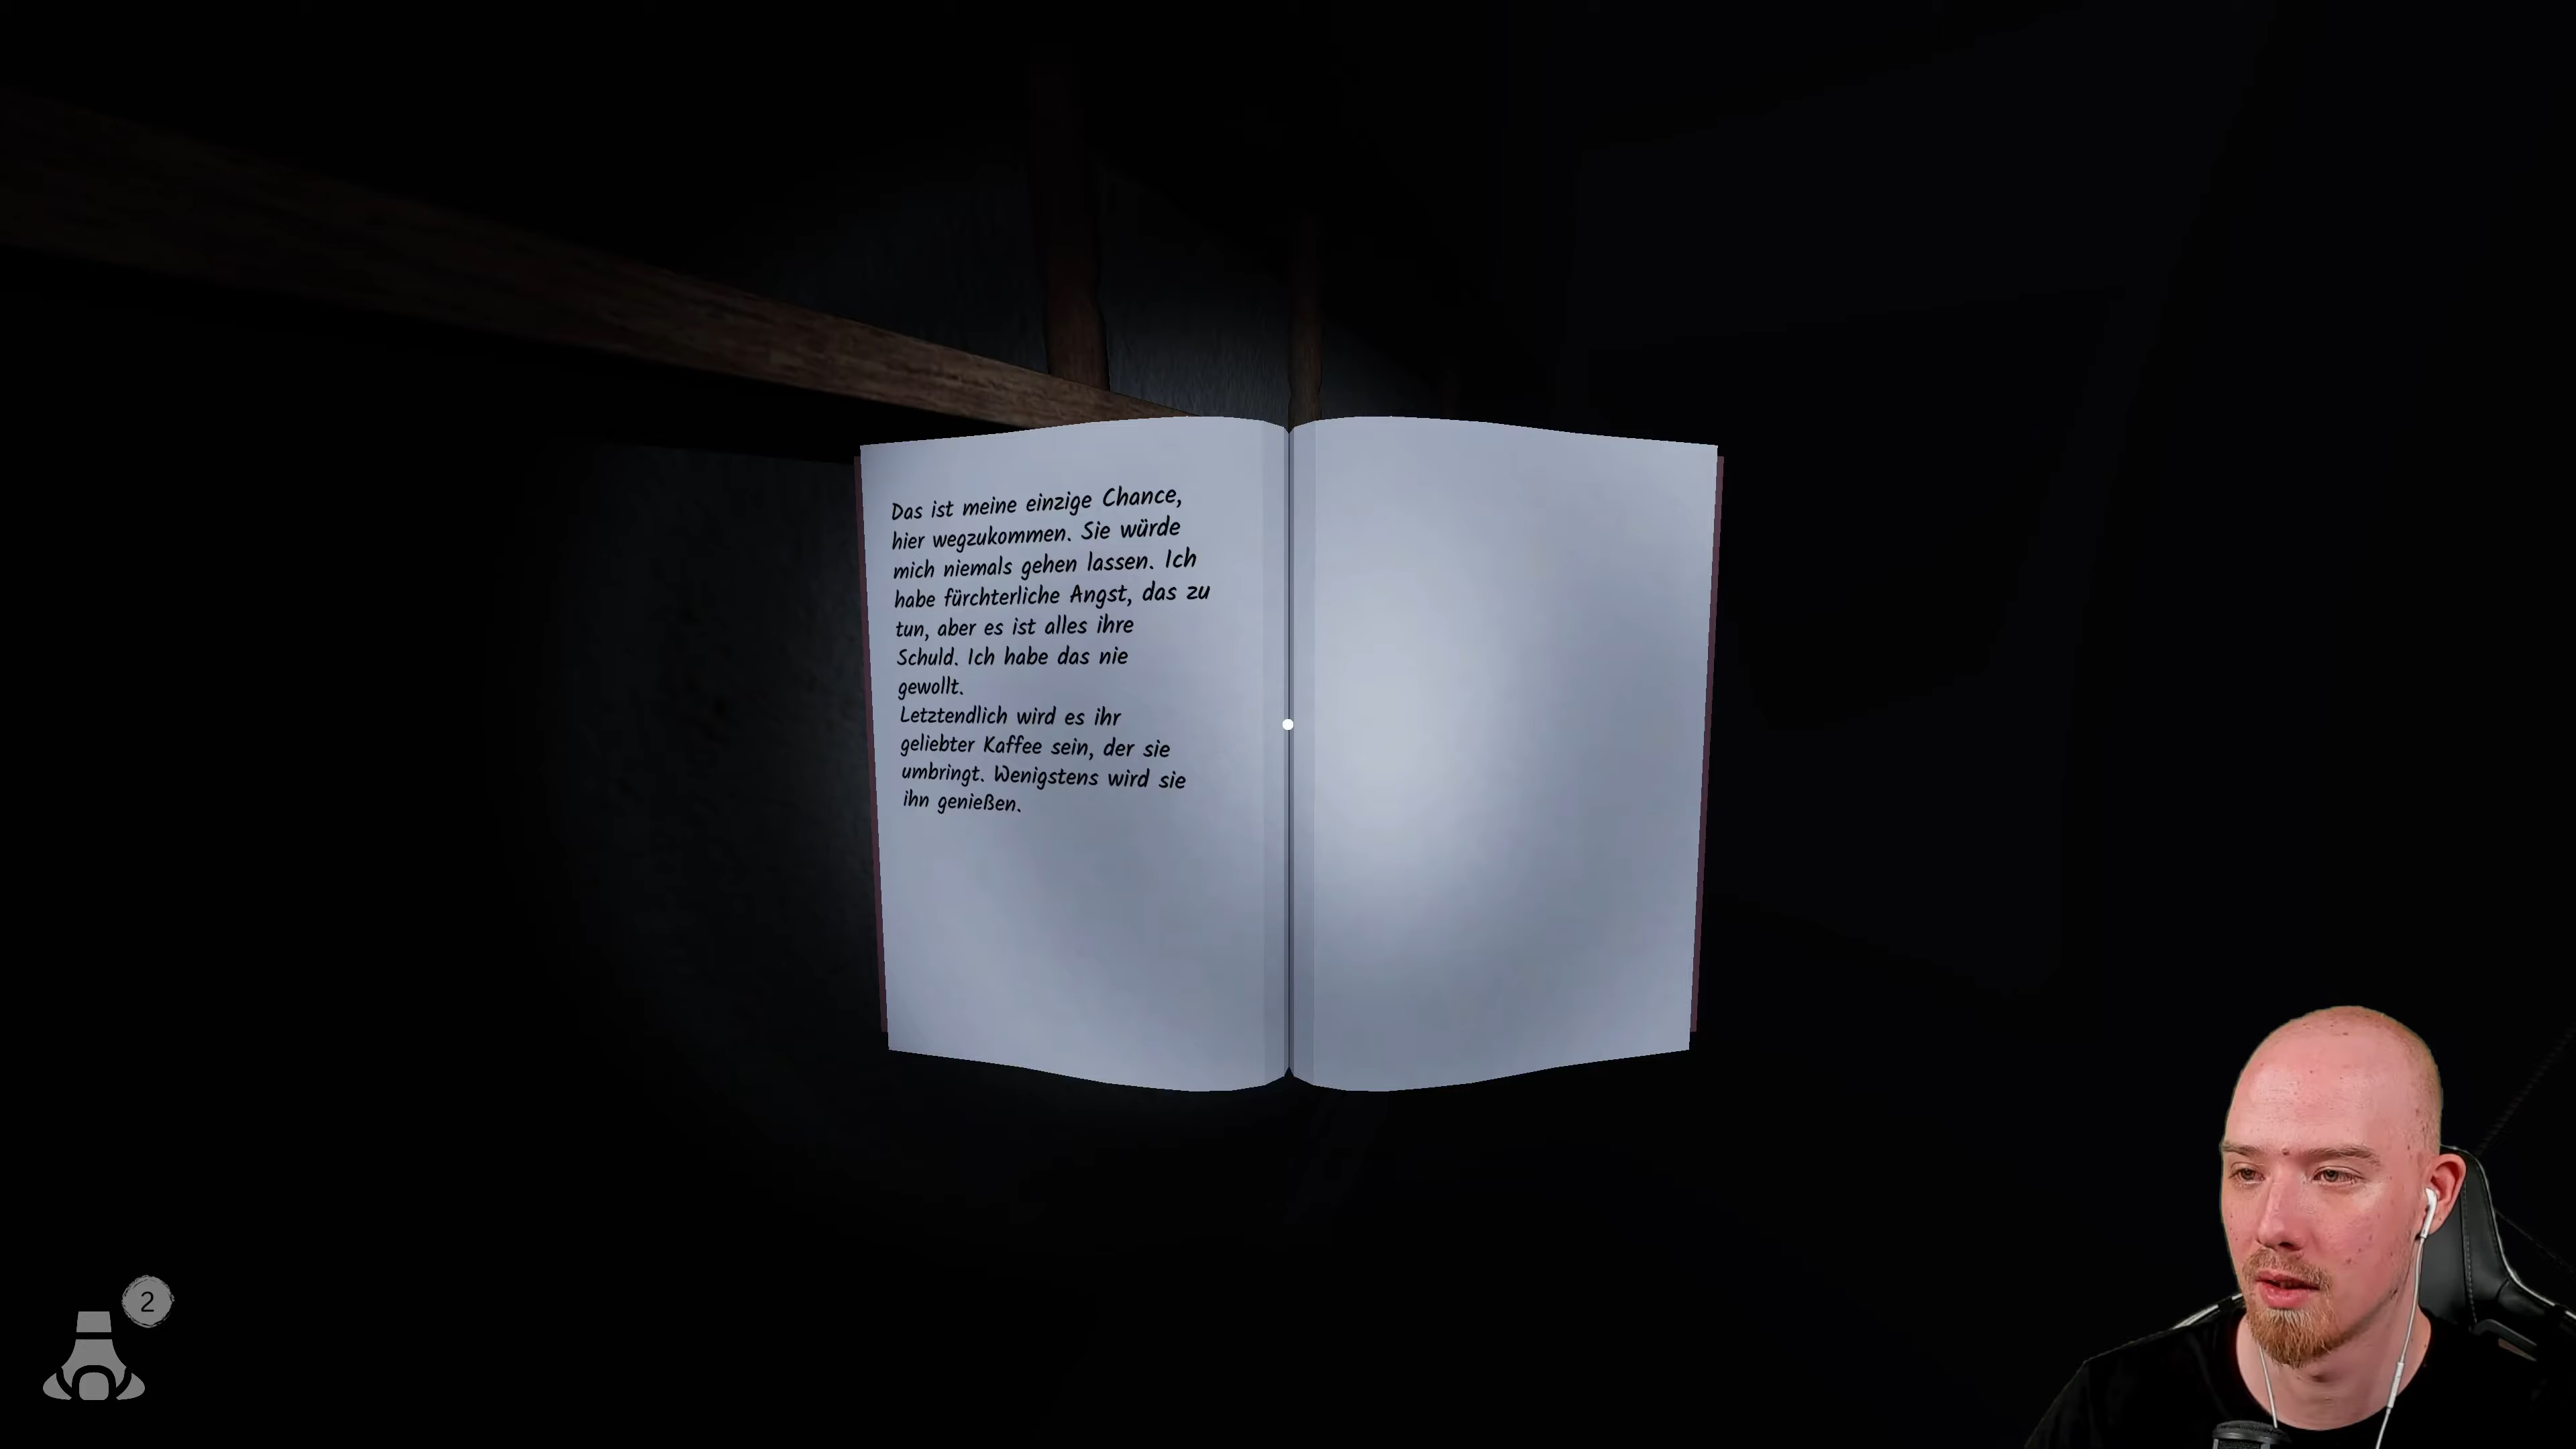 Das ist meine einzige Chance,
hier wegzukommen. Sie würde
mich niemals gehen lassen. Ich
habe fürchterliche Angst, das zu
tun, aber es ist alles ihre
Schuld. Ich habe das nie
gewollt.
Letztendlich wird es ihr
geliebter Kaffee sein, der sie
umbringt. Wenigstens wird sie
ihn genießen.
2